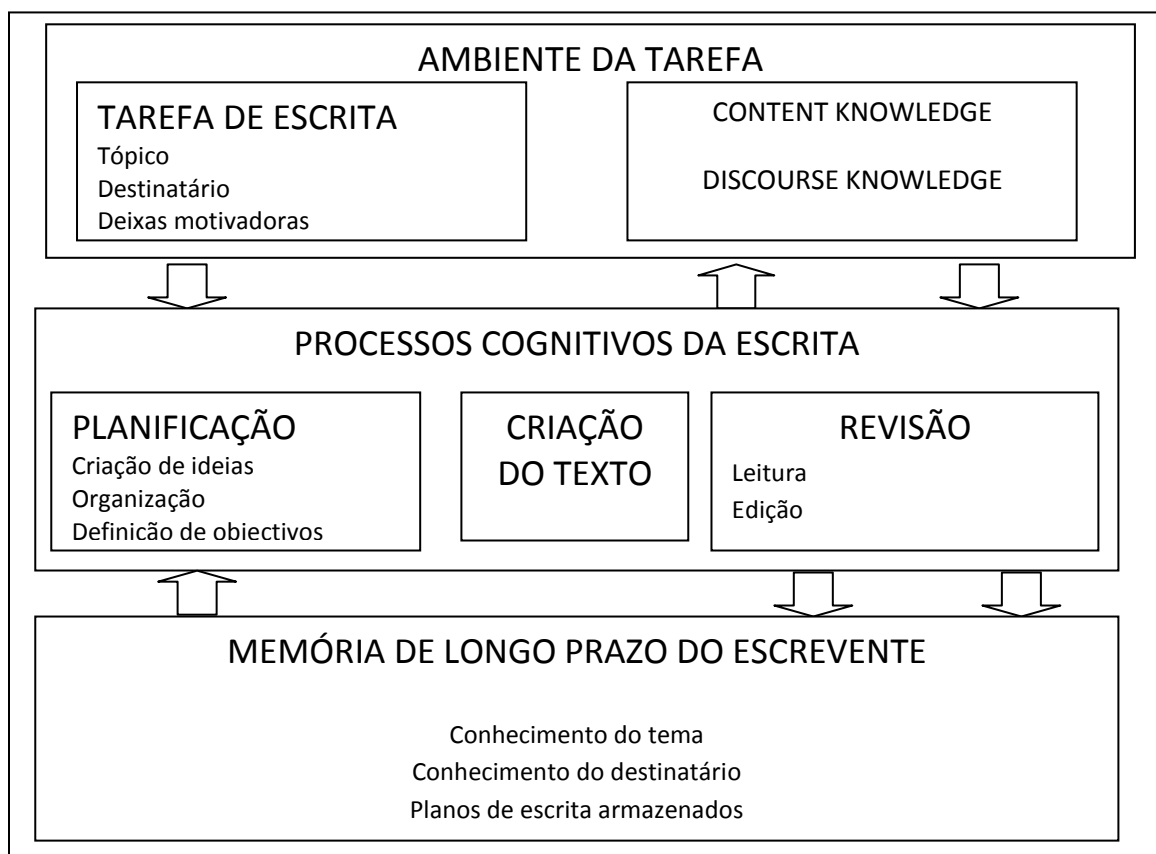 AMBIENTE DA TAREFA
TAREFA DE ESCRITA
Tópico
Destinatário
Deixas motivadoras
CONTENT KNOWLEDGE
DISCOURSE KNOWLEDGE
PROCESSOS COGNITIVOS DA ESCRITA
PLANIFICAÇÃO
Criação de ideias
Organização
Definicão de obiectivos
CRIAÇÃO
DO TEXTO
REVISÃO
Leitura
Edição
MEMÓRIA DE LONGO PRAZO DO ESCREVENTE
Conhecimento do tema
Conhecimento do destinatário
Planos de escrita armazenados